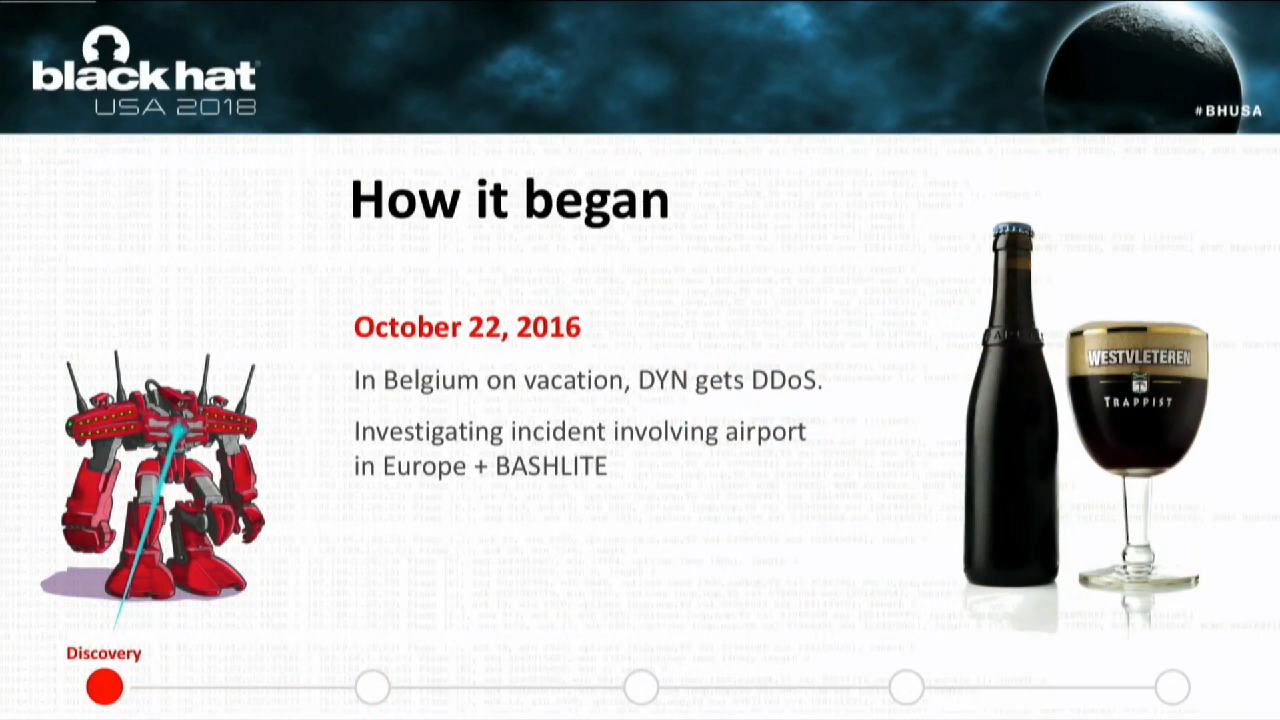 black hat
USA 2018
#BHUSA
How it began
October 22, 2016
In Belgium on vacation, DYN gets DDoS.
Investigating incident involving airport
in Europe + BASHLITE
WESTVLETEREN
TRAPPIST
Discovery